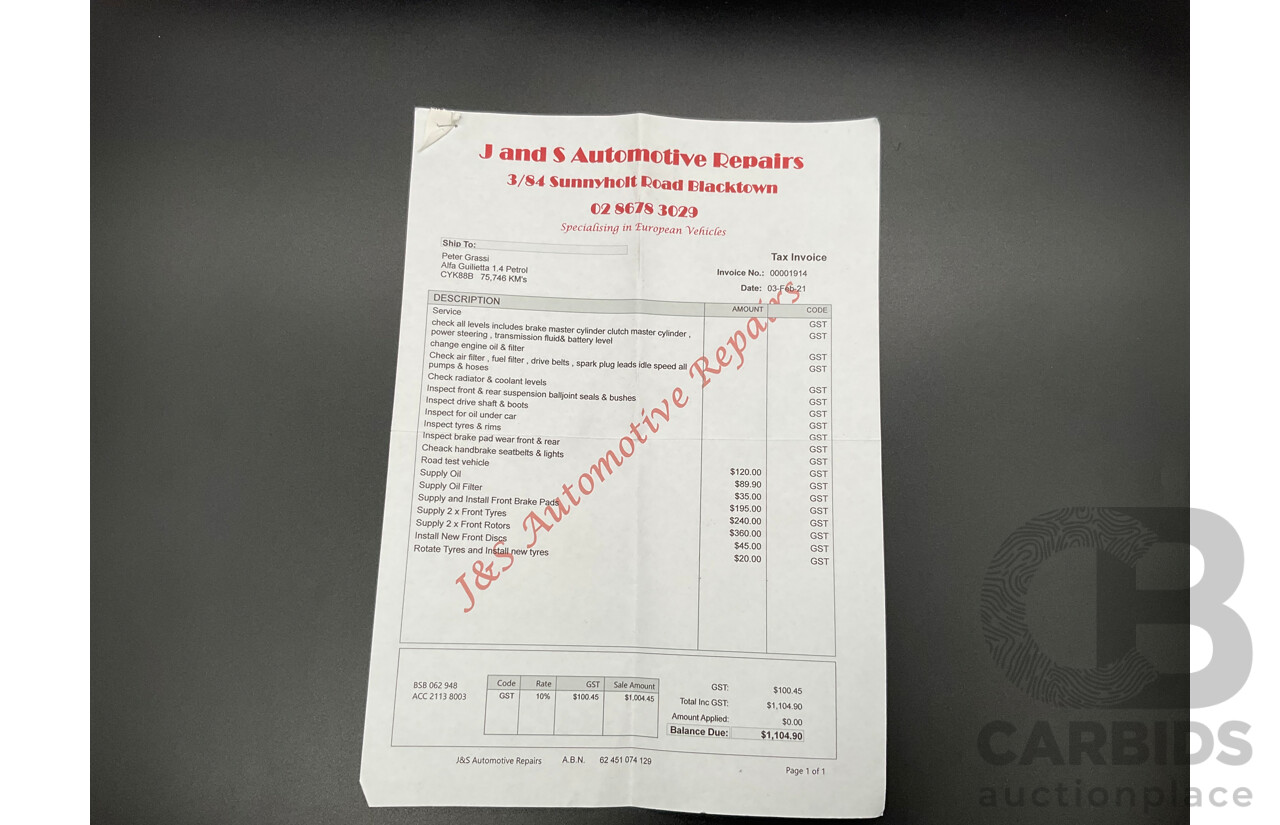 J and S Automotive Repairs
3/84 Sunnyholt Road Blacktown
02 8678 3029
Specialising in European Vehicles
Ship To:
Peter Grassi
Alfa Guilietta 1.4 Petrol
CYK88B 75,746 KM's
Tax Invoice
Invoice No.: 00001914
Date: 03-Feb-21
DESCRIPTION AMOUNT CODE
Service GST
check all levels includes brake master cylinder clutch master cylinder , GST
power steering , transmission fluid& battery level
change engine oil & filter GST
Check air filter , fuel filter , drive belts , spark plug leads idle speed all GST
pumps & hoses
Check radiator & coolant levels GST
Inspect front & rear suspension balljoint seals & bushes GST
Inspect drive shaft & boots GST
Inspect for oil under car GST
Inspect tyres & rims GST
Inspect brake pad wear front & rear GST
Cheack handbrake seatbelts & lights GST
Road test vehicle $120.00 GST
Supply Oil $89.90 GST
Supply Oil Filter $35.00 GST
Supply and Install Front Brake Pads $195.00 GST
Supply 2 x Front Tyres $240.00 GST
Supply 2 x Front Rotors $360.00 GST
Install New Front Discs $45.00 GST
Rotate Tyres and Install new tyres $20.00 GST
J&S Automotive Repairs
BSB 062 948
ACC 2113 8003
Code Rate GST Sale Amount
GST 10% $100.45 $1,004.45
GST: $100.45
Total Inc GST: $1,104.90
Amount Applied: $0.00
Balance Due: $1,104.90
J&S Automotive Repairs A.B.N. 62 451 074 129
Page 1 of 1
CB
CARBIDS
auctionplace